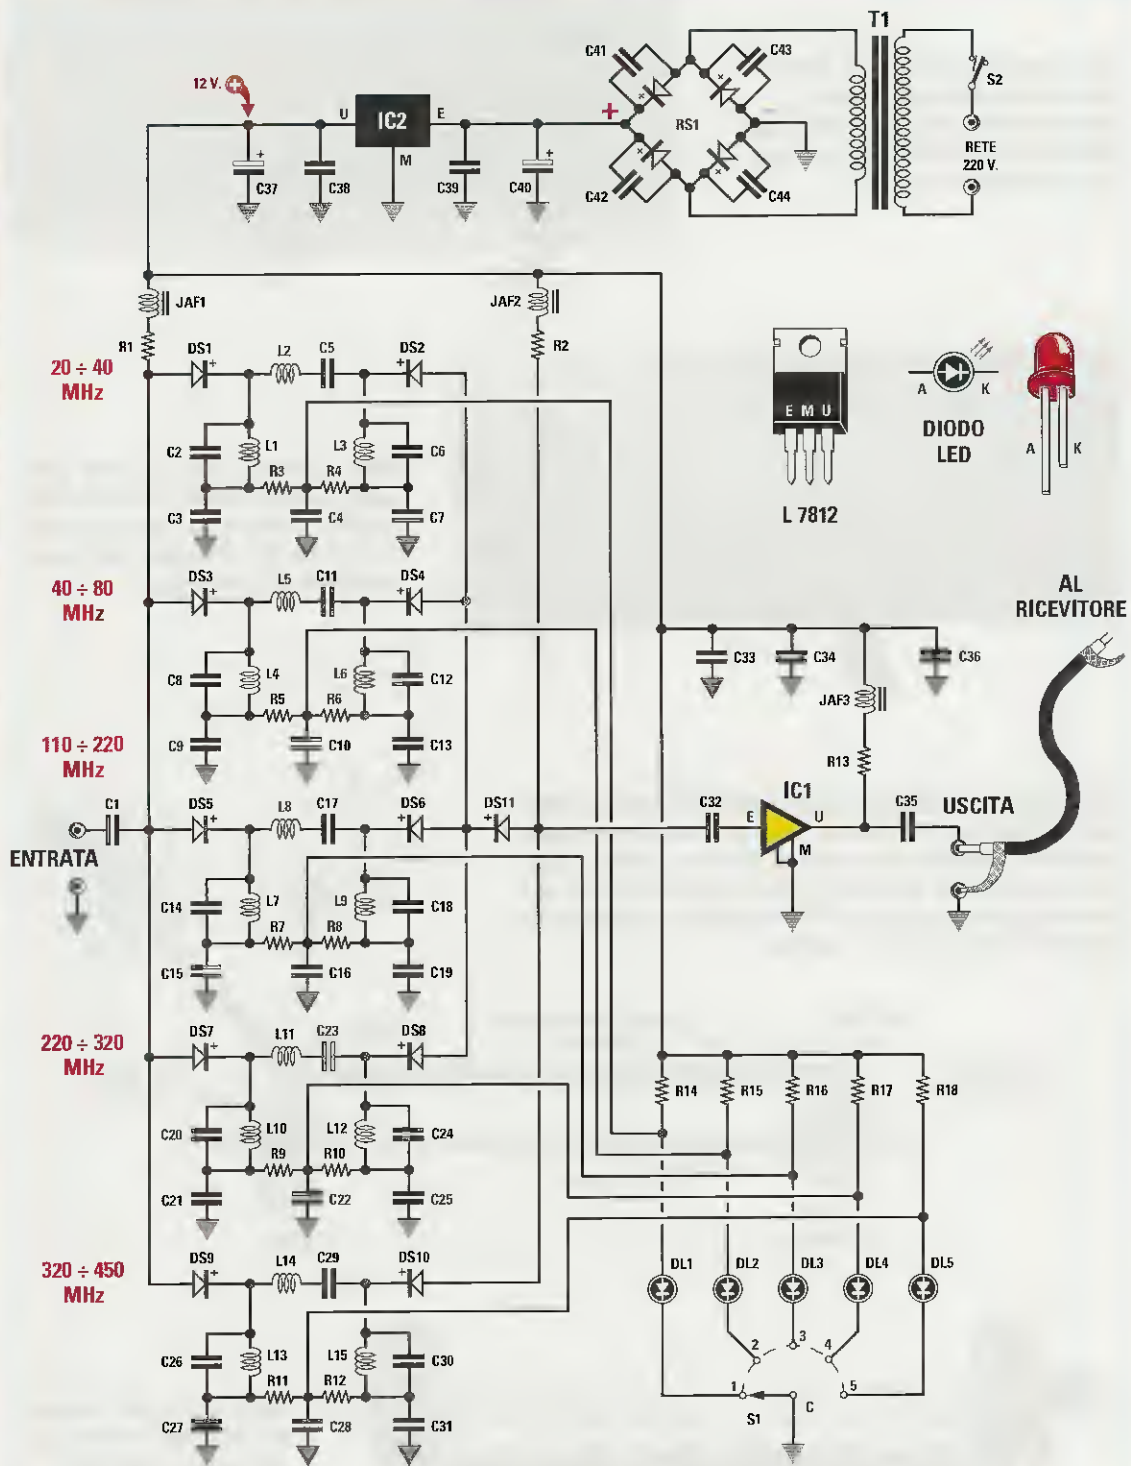 T1
C41
C43
S2
12 V.
U
IC2
E
RS1
RETE
220 V.
M
C37
C38
C39
C40
C42
C44
JAF1
JAF2
R1
R2
DS1
L2
C5
DS2
20 ÷ 40
MHz
E M U
A
K
DIODO
LED
A
K
L 7812
C2
L1
L3
C6
R3
R4
C3
C4
C7
DS3
L5
C11
DS4
40 ÷ 80
MHz
AL
RICEVITORE
C33
C34
C36
C8
L4
L6
C12
R5
R6
JAF3
C9
C10
C13
110 ÷ 220
MHz
R13
C1
DS5
L8
C17
DS6
DS11
C32
IC1
C35
USCITA
E
U
M
ENTRATA
C14
L7
L9
C18
R7
R8
C15
C16
C19
DS7
L11
C23
DS8
220 ÷ 320
MHz
R14
R15
R16
R17
R18
C20
L10
L12
C24
R9
R10
C21
C22
C25
DS9
L14
C29
DS10
320 ÷ 450
MHz
DL1
DL2
DL3
DL4
DL5
C26
L13
L15
C30
R11
R12
2
3
4
1
5
S1
C
C27
C28
C31